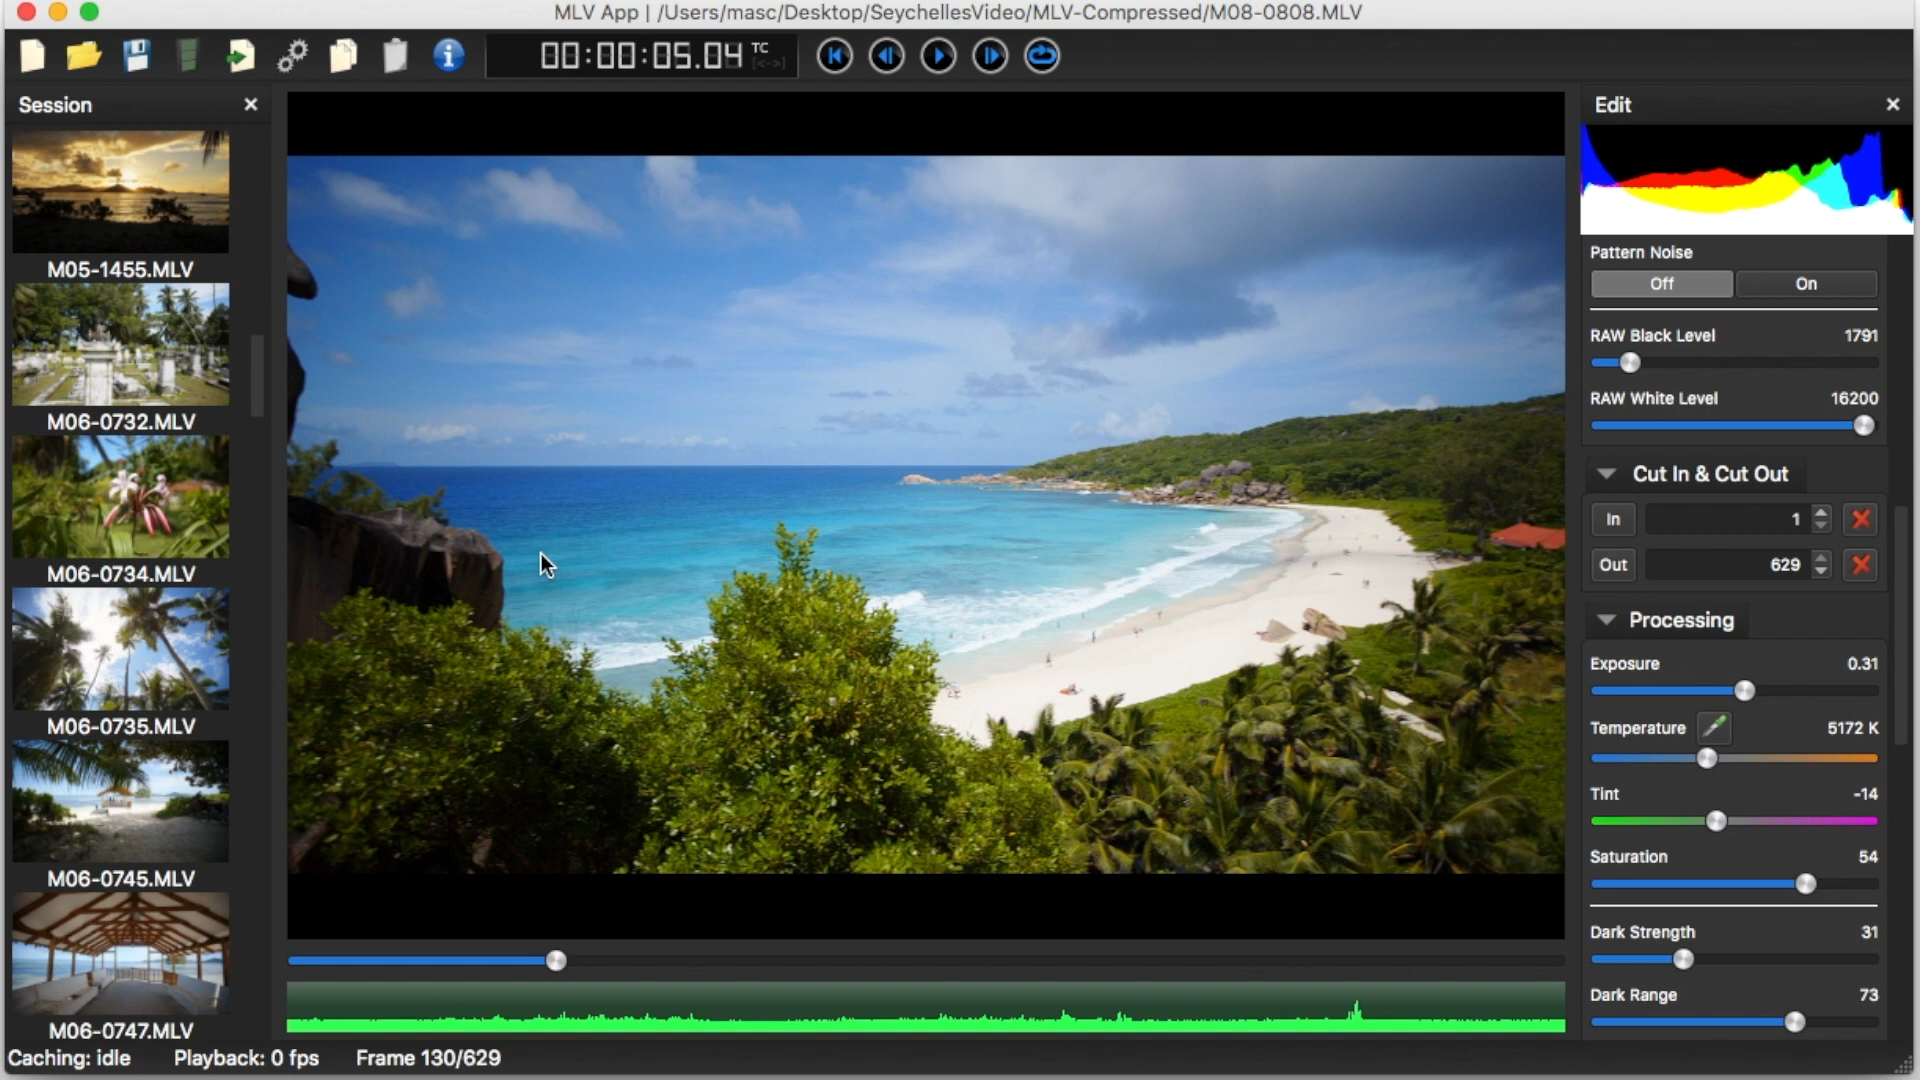 MLV App | /Users/masc/Desktop/SeychellesVideo/MLV-Compressed/M08-0808.MLV
00:00:05.04 TC
[<->]
Session
M05-1455.MLV
M06-0732.MLV
M06-0734.MLV
M06-0735.MLV
M06-0745.MLV
M06-0747.MLV
Edit
Pattern Noise
Off On
RAW Black Level 1791
RAW White Level 16200
Cut In & Cut Out
In 1
Out 629
Processing
Exposure 0.31
Temperature 5172 K
Tint -14
Saturation 54
Dark Strength 31
Dark Range 73
Caching: idle Playback: 0 fps Frame 130/629